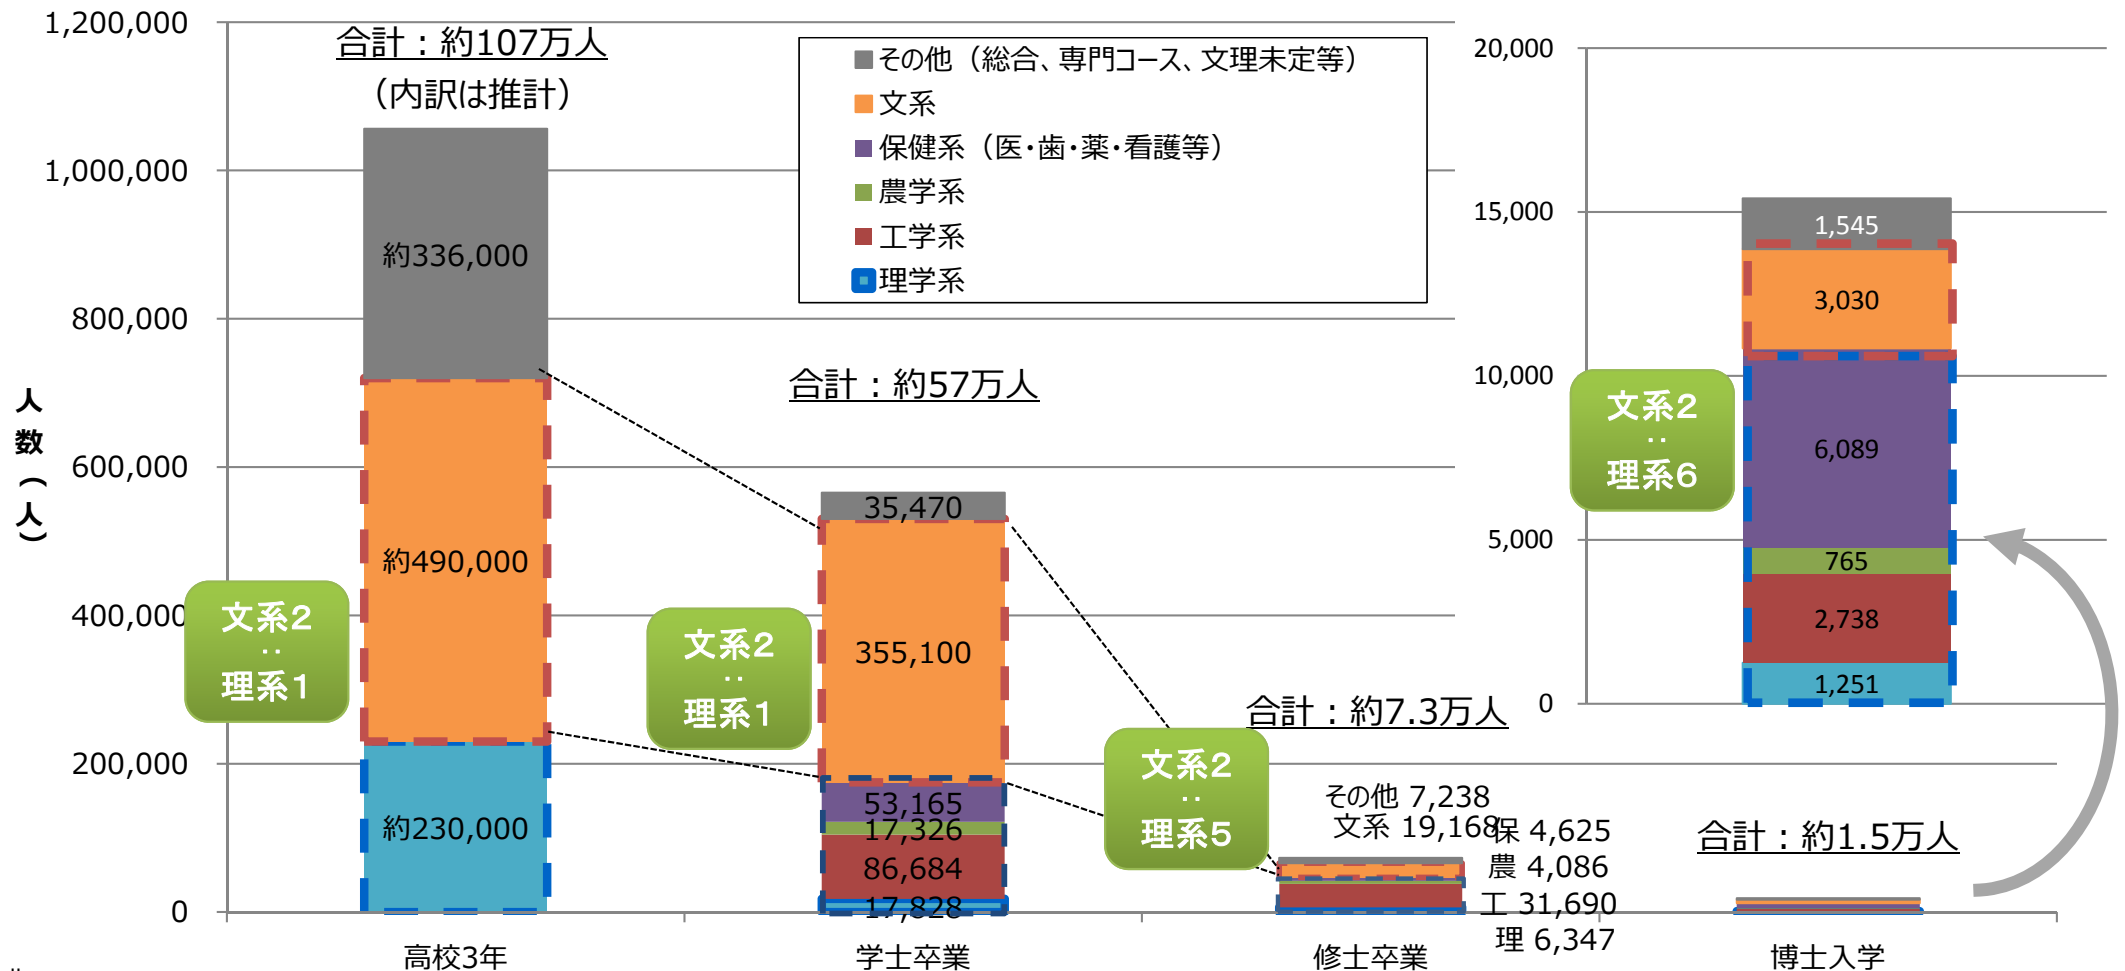 人数（人）
1,200,000
1,000,000
800,000
600,000
400,000
200,000
0
合計：約107万人
（内訳は推計）
約336,000
約490,000
約230,000
文系２
：
理系１
高校3年
その他（総合、専門コース、文理未定等）
文系
保健系（医・歯・薬・看護等）
農学系
工学系
理学系
合計：約57万人
35,470
355,100
53,165
17,326
86,684
17,828
文系２
：
理系１
学士卒業
合計：約7.3万人
その他 7,238
文系 19,168
保 4,625
農 4,086
工 31,690
理 6,347
文系２
：
理系５
修士卒業
合計：約1.5万人
博士入学
20,000
15,000
10,000
5,000
0
1,545
3,030
6,089
765
2,738
1,251
文系２
：
理系６